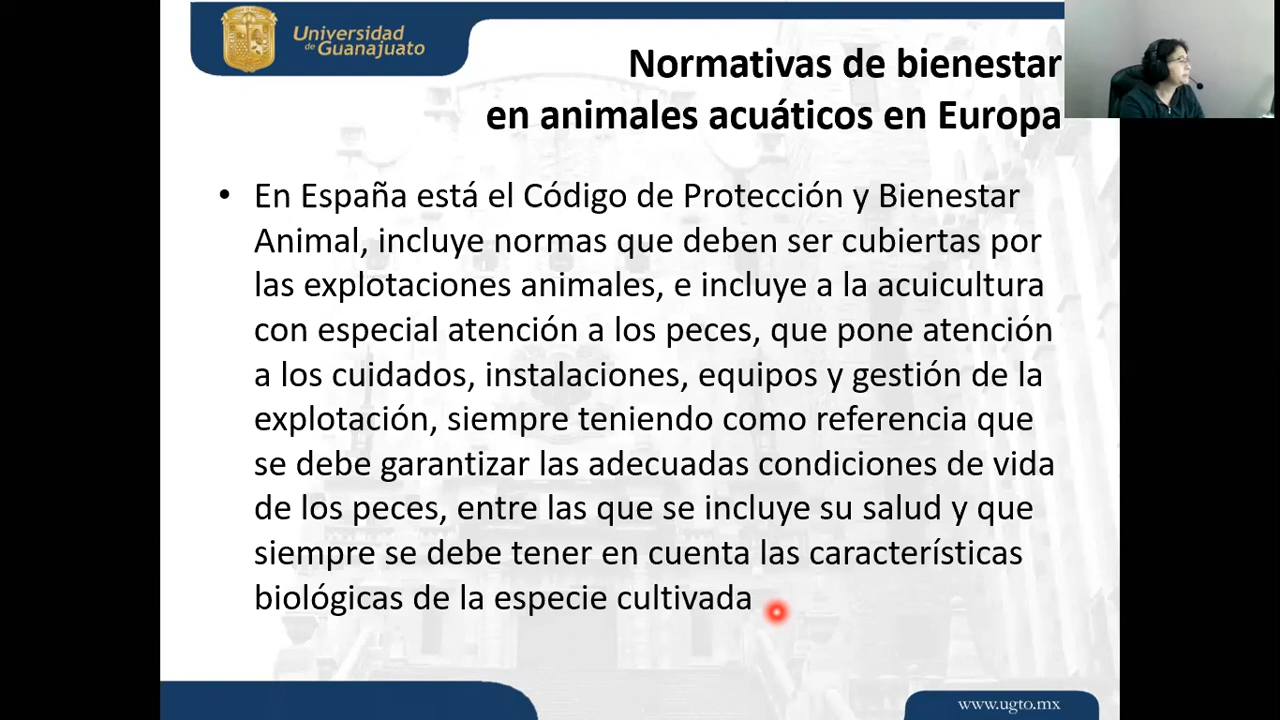 Universidad
de Guanajuato
Normativas de bienestar
en animales acuáticos en Europa
• En España está el Código de Protección y Bienestar
Animal, incluye normas que deben ser cubiertas por
las explotaciones animales, e incluye a la acuicultura
con especial atención a los peces, que pone atención
a los cuidados, instalaciones, equipos y gestión de la
explotación, siempre teniendo como referencia que
se debe garantizar las adecuadas condiciones de vida
de los peces, entre las que se incluye su salud y que
siempre se debe tener en cuenta las características
biológicas de la especie cultivada
www.ugto.mx